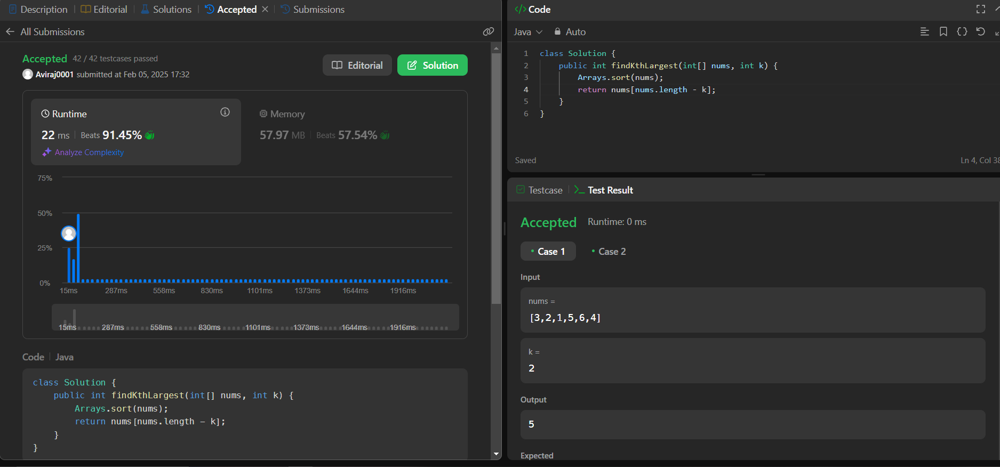 Description
Editorial
Solutions
Accepted
Submissions
All Submissions
Accepted 42 / 42 testcases passed
Aviraj0001 submitted at Feb 05, 2025 17:32
Editorial
Solution
Runtime
22 ms Beats 91.45%
Analyze Complexity
Memory
57.97 MB Beats 57.54%
75%
50%
25%
0%
15ms 287ms 558ms 830ms 1101ms 1373ms 1644ms 1916ms
15ms 287ms 558ms 830ms 1101ms 1373ms 1644ms 1916ms
Code Java
class Solution {
    public int findKthLargest(int[] nums, int k) {
        Arrays.sort(nums);
        return nums[nums.length – k];
    }
}
</> Code
Java Auto
1 class Solution {
2     public int findKthLargest(int[] nums, int k) {
3         Arrays.sort(nums);
4         return nums[nums.length - k];
5     }
6 }
Saved
Ln 4, Col 38
Testcase
>_ Test Result
Accepted Runtime: 0 ms
• Case 1 • Case 2
Input
nums =
[3,2,1,5,6,4]
k =
2
Output
5
Expected